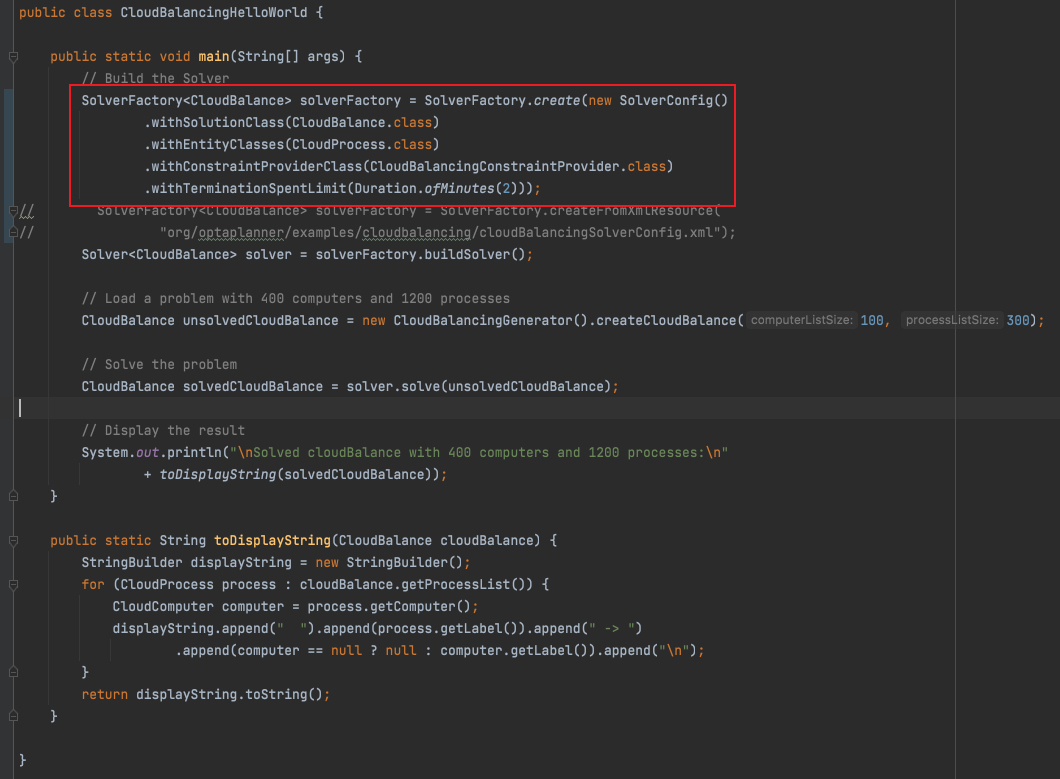 public class CloudBalancingHelloWorld {
public static void main(String[] args) {
// Build the Solver
SolverFactory<CloudBalance> solverFactory = SolverFactory.create(new SolverConfig()
.withSolutionClass(CloudBalance.class)
.withEntityClasses(CloudProcess.class)
.withConstraintProviderClass(CloudBalancingConstraintProvider.class)
.withTerminationSpentLimit(Duration.ofMinutes(2)));
// SolverFactory<CloudBalance> solverFactory = SolverFactory.createFromXmlResource(
// "org/optaplanner/examples/cloudbalancing/cloudBalancingSolverConfig.xml");
Solver<CloudBalance> solver = solverFactory.buildSolver();
// Load a problem with 400 computers and 1200 processes
CloudBalance unsolvedCloudBalance = new CloudBalancingGenerator().createCloudBalance( computerListSize: 100, processListSize: 300);
// Solve the problem
CloudBalance solvedCloudBalance = solver.solve(unsolvedCloudBalance);
// Display the result
System.out.println("\nSolved cloudBalance with 400 computers and 1200 processes:\n"
+ toDisplayString(solvedCloudBalance));
}
public static String toDisplayString(CloudBalance cloudBalance) {
StringBuilder displayString = new StringBuilder();
for (CloudProcess process : cloudBalance.getProcessList()) {
CloudComputer computer = process.getComputer();
displayString.append("  ").append(process.getLabel()).append(" -> ")
.append(computer == null ? null : computer.getLabel()).append("\n");
}
return displayString.toString();
}
}